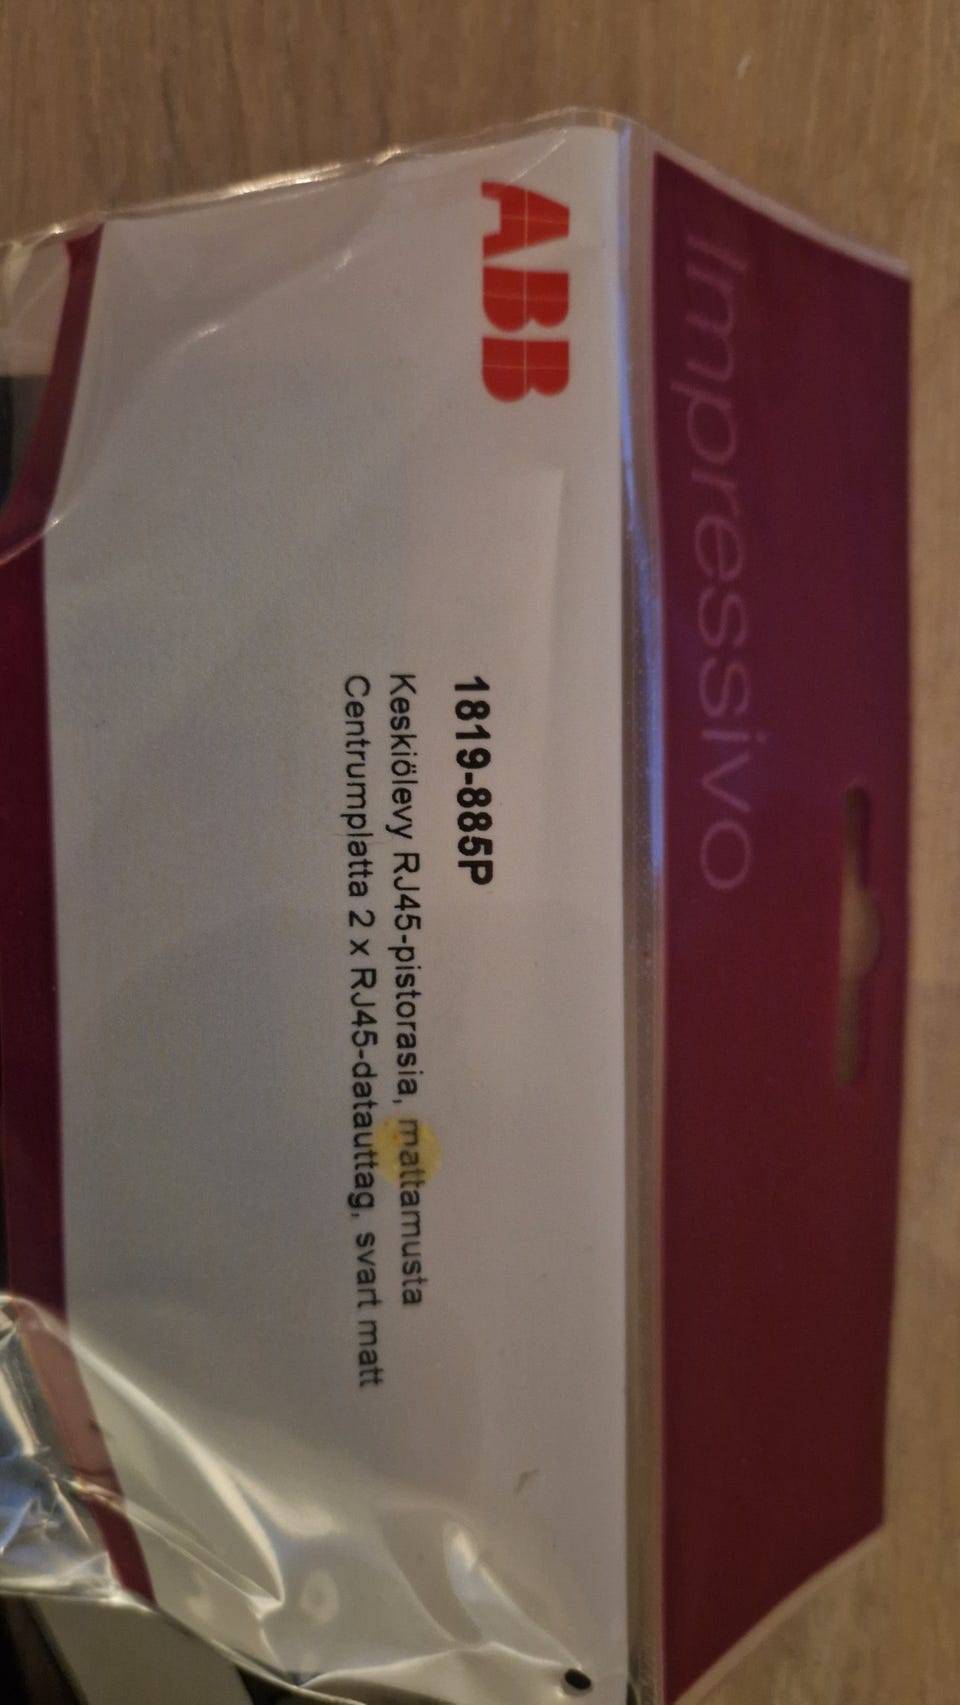 Impressivo
ABB
1819-885P
Keskiölevy RJ45-pistorasia, mattamusta
Centrumplatta 2 x RJ45-datauttag, svart matt